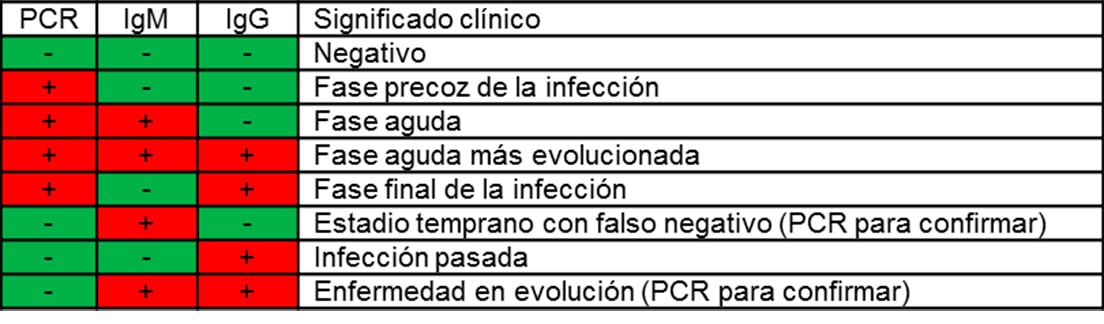 PCR IgM IgG Significado clínico
- - - Negativo
+ - - Fase precoz de la infección
+ + - Fase aguda
+ + + Fase aguda más evolucionada
+ - + Fase final de la infección
- + - Estadio temprano con falso negativo (PCR para confirmar)
- - + Infección pasada
- + + Enfermedad en evolución (PCR para confirmar)